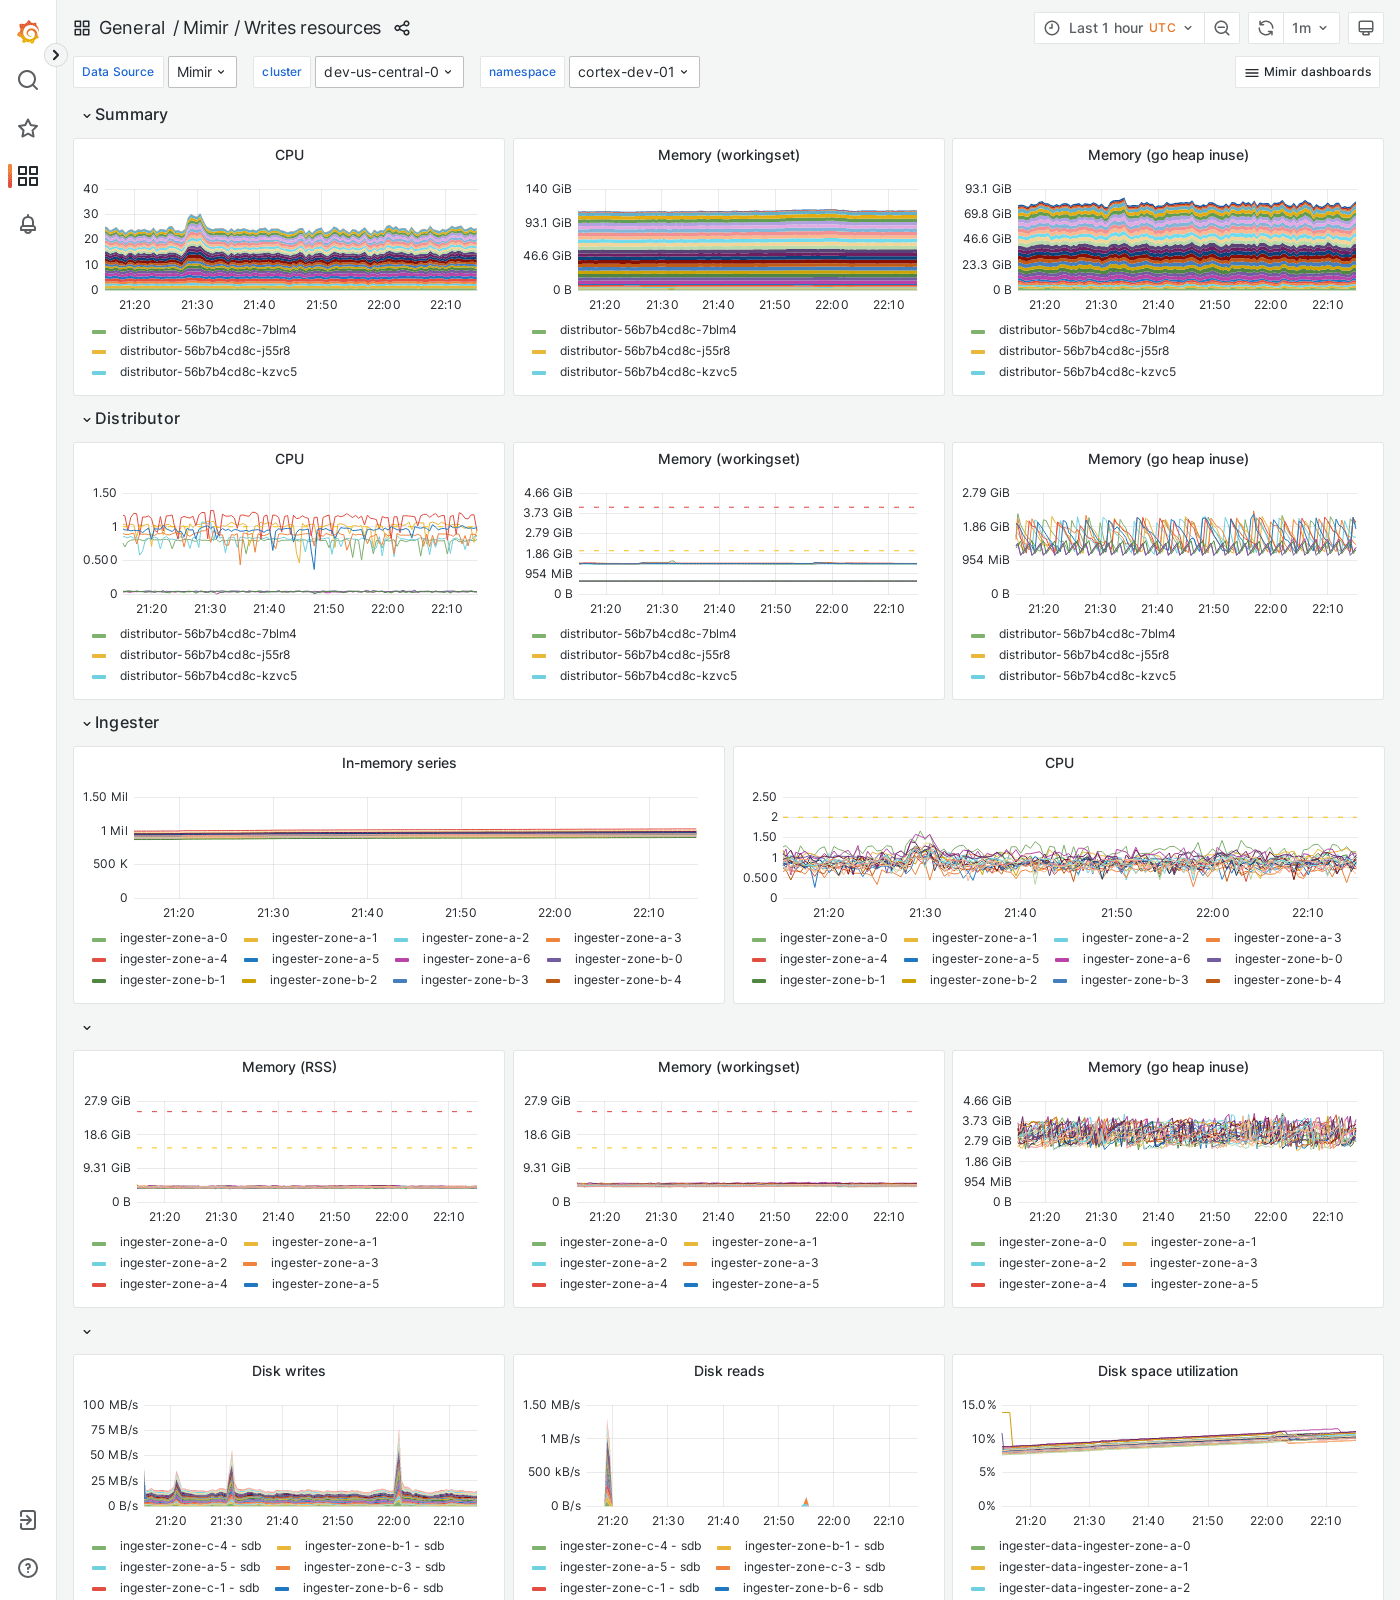 General / Mimir / Writes resources
Last 1 hour UTC
1m
Data Source Mimir cluster dev-us-central-0 namespace cortex-dev-01
Mimir dashboards
Summary
CPU
40
30
20
10
0
21:20 21:30 21:40 21:50 22:00 22:10
distributor-56b7b4cd8c-7blm4
distributor-56b7b4cd8c-j55r8
distributor-56b7b4cd8c-kzvc5
Memory (workingset)
140 GiB
93.1 GiB
46.6 GiB
0 B
21:20 21:30 21:40 21:50 22:00 22:10
distributor-56b7b4cd8c-7blm4
distributor-56b7b4cd8c-j55r8
distributor-56b7b4cd8c-kzvc5
Memory (go heap inuse)
93.1 GiB
69.8 GiB
46.6 GiB
23.3 GiB
0 B
21:20 21:30 21:40 21:50 22:00 22:10
distributor-56b7b4cd8c-7blm4
distributor-56b7b4cd8c-j55r8
distributor-56b7b4cd8c-kzvc5
Distributor
CPU
1.50
1
0.500
0
21:20 21:30 21:40 21:50 22:00 22:10
distributor-56b7b4cd8c-7blm4
distributor-56b7b4cd8c-j55r8
distributor-56b7b4cd8c-kzvc5
Memory (workingset)
4.66 GiB
3.73 GiB
2.79 GiB
1.86 GiB
954 MiB
0 B
21:20 21:30 21:40 21:50 22:00 22:10
distributor-56b7b4cd8c-7blm4
distributor-56b7b4cd8c-j55r8
distributor-56b7b4cd8c-kzvc5
Memory (go heap inuse)
2.79 GiB
1.86 GiB
954 MiB
0 B
21:20 21:30 21:40 21:50 22:00 22:10
distributor-56b7b4cd8c-7blm4
distributor-56b7b4cd8c-j55r8
distributor-56b7b4cd8c-kzvc5
Ingester
In-memory series
1.50 Mil
1 Mil
500 K
0
21:20 21:30 21:40 21:50 22:00 22:10
ingester-zone-a-0 ingester-zone-a-1 ingester-zone-a-2 ingester-zone-a-3
ingester-zone-a-4 ingester-zone-a-5 ingester-zone-a-6 ingester-zone-b-0
ingester-zone-b-1 ingester-zone-b-2 ingester-zone-b-3 ingester-zone-b-4
CPU
2.50
2
1.50
1
0.500
0
21:20 21:30 21:40 21:50 22:00 22:10
ingester-zone-a-0 ingester-zone-a-1 ingester-zone-a-2 ingester-zone-a-3
ingester-zone-a-4 ingester-zone-a-5 ingester-zone-a-6 ingester-zone-b-0
ingester-zone-b-1 ingester-zone-b-2 ingester-zone-b-3 ingester-zone-b-4
Memory (RSS)
27.9 GiB
18.6 GiB
9.31 GiB
0 B
21:20 21:30 21:40 21:50 22:00 22:10
ingester-zone-a-0 ingester-zone-a-1
ingester-zone-a-2 ingester-zone-a-3
ingester-zone-a-4 ingester-zone-a-5
Memory (workingset)
27.9 GiB
18.6 GiB
9.31 GiB
0 B
21:20 21:30 21:40 21:50 22:00 22:10
ingester-zone-a-0 ingester-zone-a-1
ingester-zone-a-2 ingester-zone-a-3
ingester-zone-a-4 ingester-zone-a-5
Memory (go heap inuse)
4.66 GiB
3.73 GiB
2.79 GiB
1.86 GiB
954 MiB
0 B
21:20 21:30 21:40 21:50 22:00 22:10
ingester-zone-a-0 ingester-zone-a-1
ingester-zone-a-2 ingester-zone-a-3
ingester-zone-a-4 ingester-zone-a-5
Disk writes
100 MB/s
75 MB/s
50 MB/s
25 MB/s
0 B/s
21:20 21:30 21:40 21:50 22:00 22:10
ingester-zone-c-4 - sdb ingester-zone-b-1 - sdb
ingester-zone-a-5 - sdb ingester-zone-c-3 - sdb
ingester-zone-c-1 - sdb ingester-zone-b-6 - sdb
Disk reads
1.50 MB/s
1 MB/s
500 kB/s
0 B/s
21:20 21:30 21:40 21:50 22:00 22:10
ingester-zone-c-4 - sdb ingester-zone-b-1 - sdb
ingester-zone-a-5 - sdb ingester-zone-c-3 - sdb
ingester-zone-c-1 - sdb ingester-zone-b-6 - sdb
Disk space utilization
15.0%
10%
5%
0%
21:20 21:30 21:40 21:50 22:00 22:10
ingester-data-ingester-zone-a-0
ingester-data-ingester-zone-a-1
ingester-data-ingester-zone-a-2